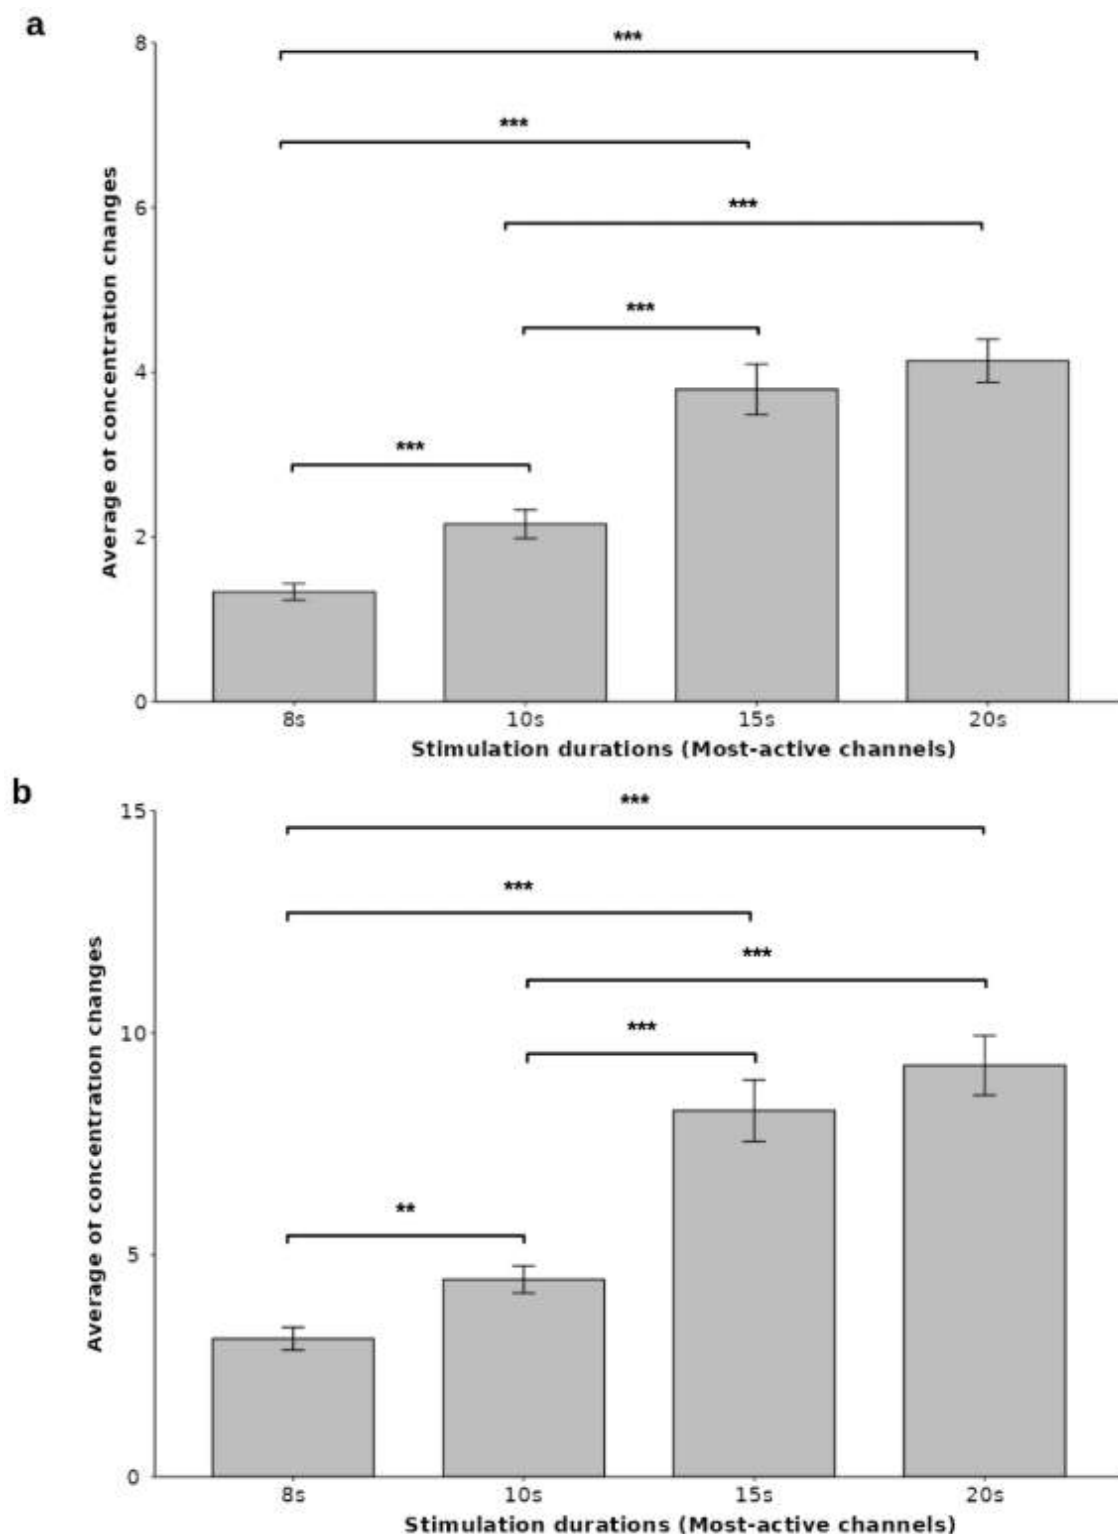 a
8
***
***
6
***
***
4
***
2
0
Average of concentration changes
8s
10s
15s
20s
Stimulation durations (Most-active channels)
b
15
***
***
***
10
***
**
5
0
Average of concentration changes
8s
10s
15s
20s
Stimulation durations (Most-active channels)